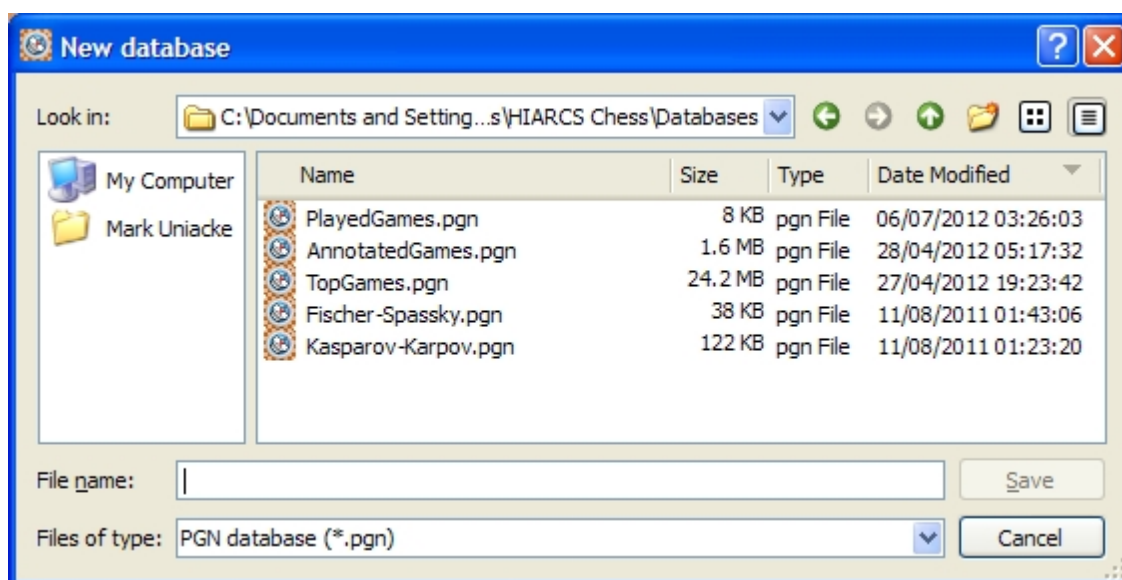 New database
Look in: C:\Documents and Setting...s\HIARCS Chess\Databases
My Computer
Mark Uniacke
Name Size Type Date Modified
PlayedGames.pgn 8 KB pgn File 06/07/2012 03:26:03
AnnotatedGames.pgn 1.6 MB pgn File 28/04/2012 05:17:32
TopGames.pgn 24.2 MB pgn File 27/04/2012 19:23:42
Fischer-Spassky.pgn 38 KB pgn File 11/08/2011 01:43:06
Kasparov-Karpov.pgn 122 KB pgn File 11/08/2011 01:23:20
File name: Save
Files of type: PGN database (*.pgn) Cancel